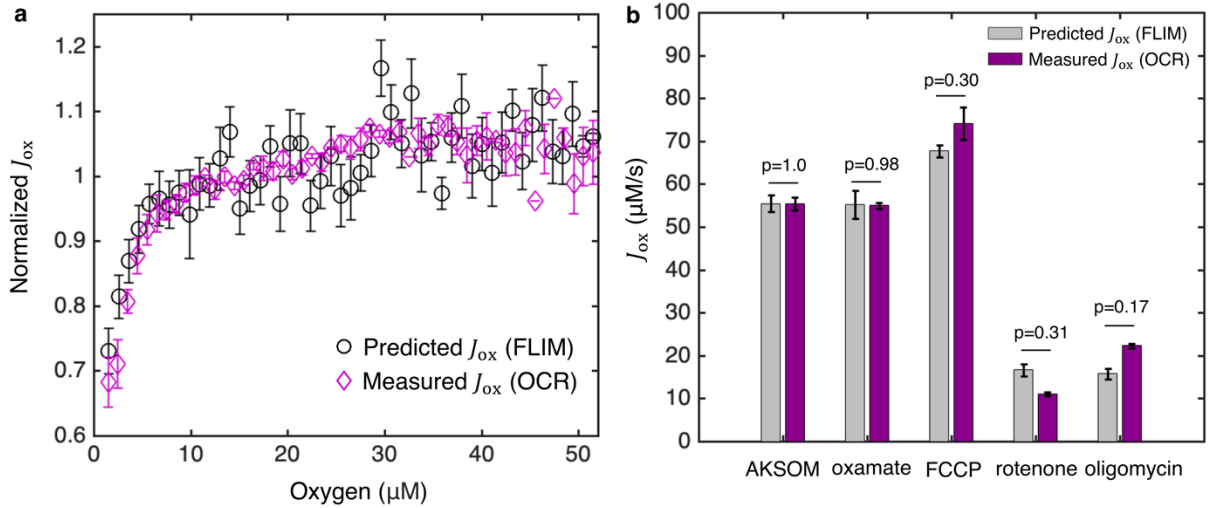 a
Normalized Jox
1.2
1.1
1
0.9
0.8
0.7
0.6
0 10 20 30 40 50
Oxygen (µM)
Predicted Jox (FLIM)
Measured Jox (OCR)
b
Jox (µM/s)
100
90
80
70
60
50
40
30
20
10
0
Predicted Jox (FLIM)
Measured Jox (OCR)
p=1.0
p=0.98
p=0.30
p=0.31
p=0.17
AKSOM oxamate FCCP rotenone oligomycin